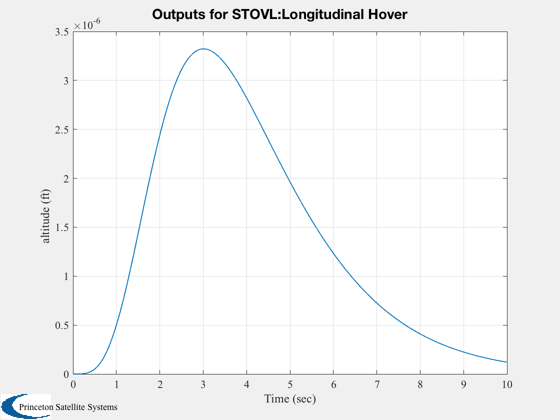 Outputs for STOVL:Longitudinal Hover
×10⁻⁶
3.5
3
2.5
2
1.5
1
0.5
0
altitude (ft)
0 1 2 3 4 5 6 7 8 9 10
Time (sec)
Princeton Satellite Systems